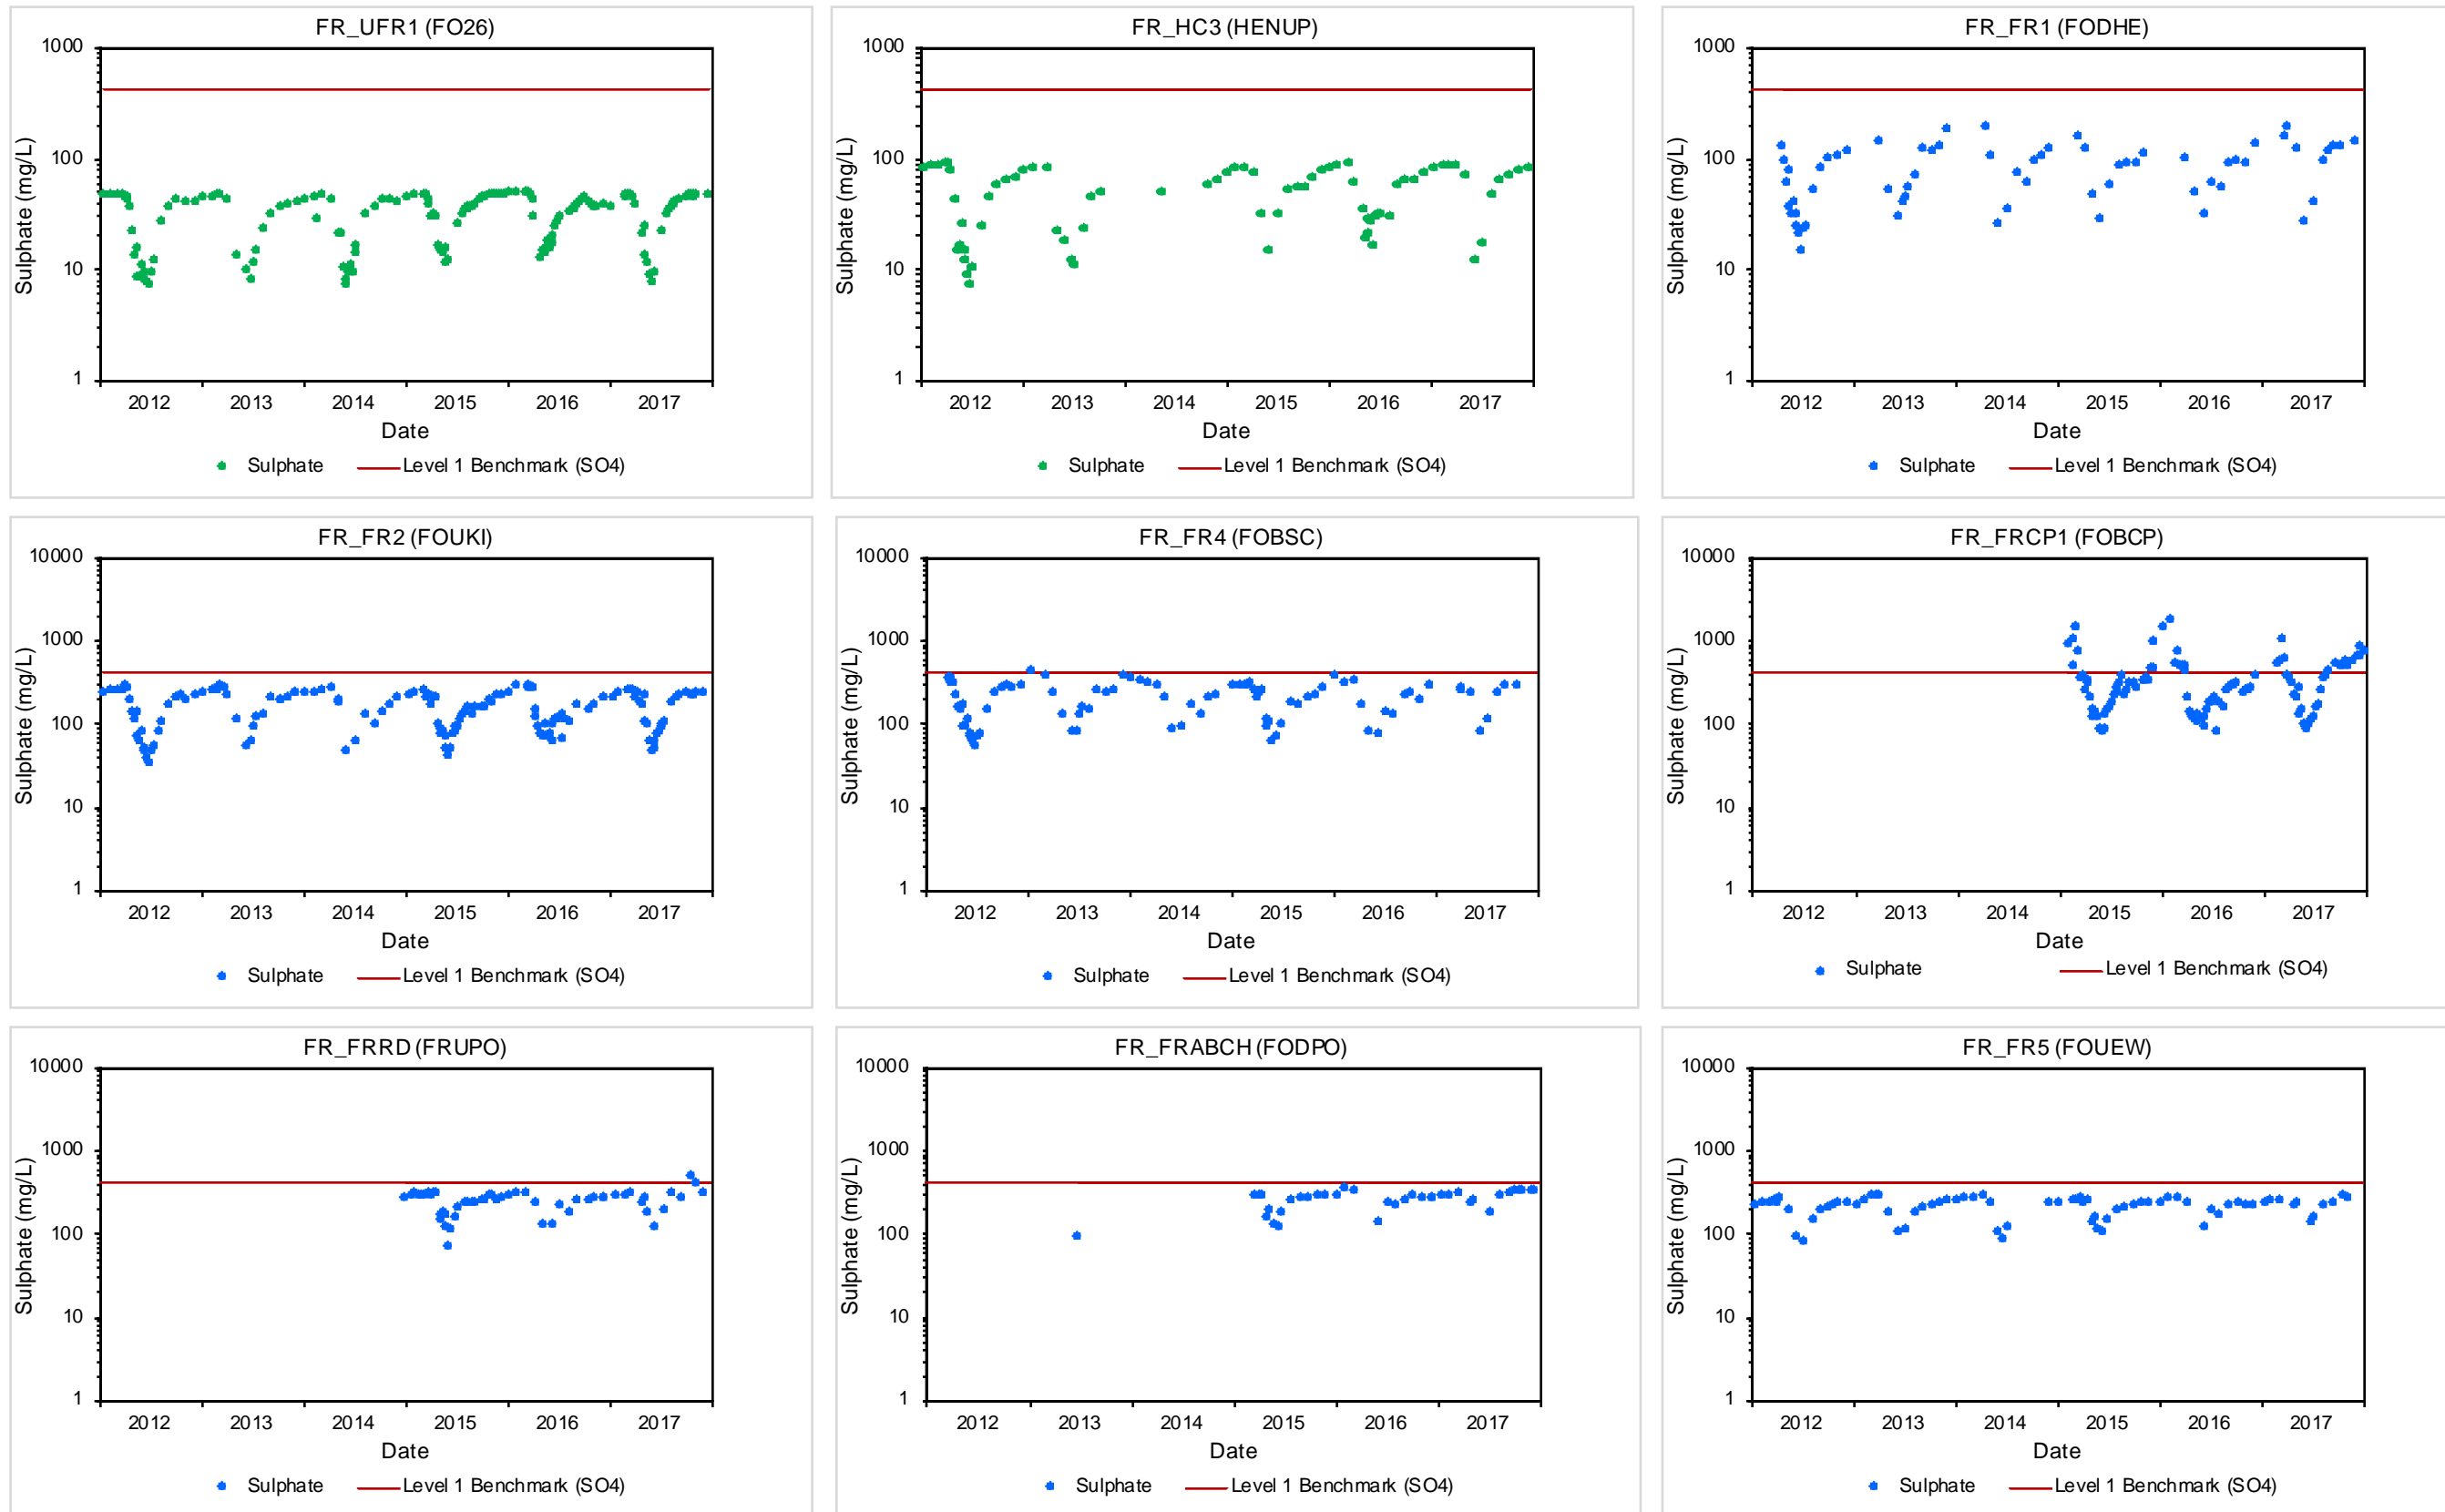 FR_UFR1 (FO26)
1000
100
10
1
Sulphate (mg/L)
2012 2013 2014 2015 2016 2017
Date
Sulphate Level 1 Benchmark (SO4)
FR_HC3 (HENUP)
1000
100
10
1
Sulphate (mg/L)
2012 2013 2014 2015 2016 2017
Date
Sulphate Level 1 Benchmark (SO4)
FR_FR1 (FODHE)
1000
100
10
1
Sulphate (mg/L)
2012 2013 2014 2015 2016 2017
Date
Sulphate Level 1 Benchmark (SO4)
FR_FR2 (FOUKI)
10000
1000
100
10
1
Sulphate (mg/L)
2012 2013 2014 2015 2016 2017
Date
Sulphate Level 1 Benchmark (SO4)
FR_FR4 (FOBSC)
10000
1000
100
10
1
Sulphate (mg/L)
2012 2013 2014 2015 2016 2017
Date
Sulphate Level 1 Benchmark (SO4)
FR_FRCP1 (FOBCP)
10000
1000
100
10
1
Sulphate (mg/L)
2012 2013 2014 2015 2016 2017
Date
Sulphate Level 1 Benchmark (SO4)
FR_FRRD (FRUPO)
10000
1000
100
10
1
Sulphate (mg/L)
2012 2013 2014 2015 2016 2017
Date
Sulphate Level 1 Benchmark (SO4)
FR_FRABCH (FODPO)
10000
1000
100
10
1
Sulphate (mg/L)
2012 2013 2014 2015 2016 2017
Date
Sulphate Level 1 Benchmark (SO4)
FR_FR5 (FOUEW)
10000
1000
100
10
1
Sulphate (mg/L)
2012 2013 2014 2015 2016 2017
Date
Sulphate Level 1 Benchmark (SO4)